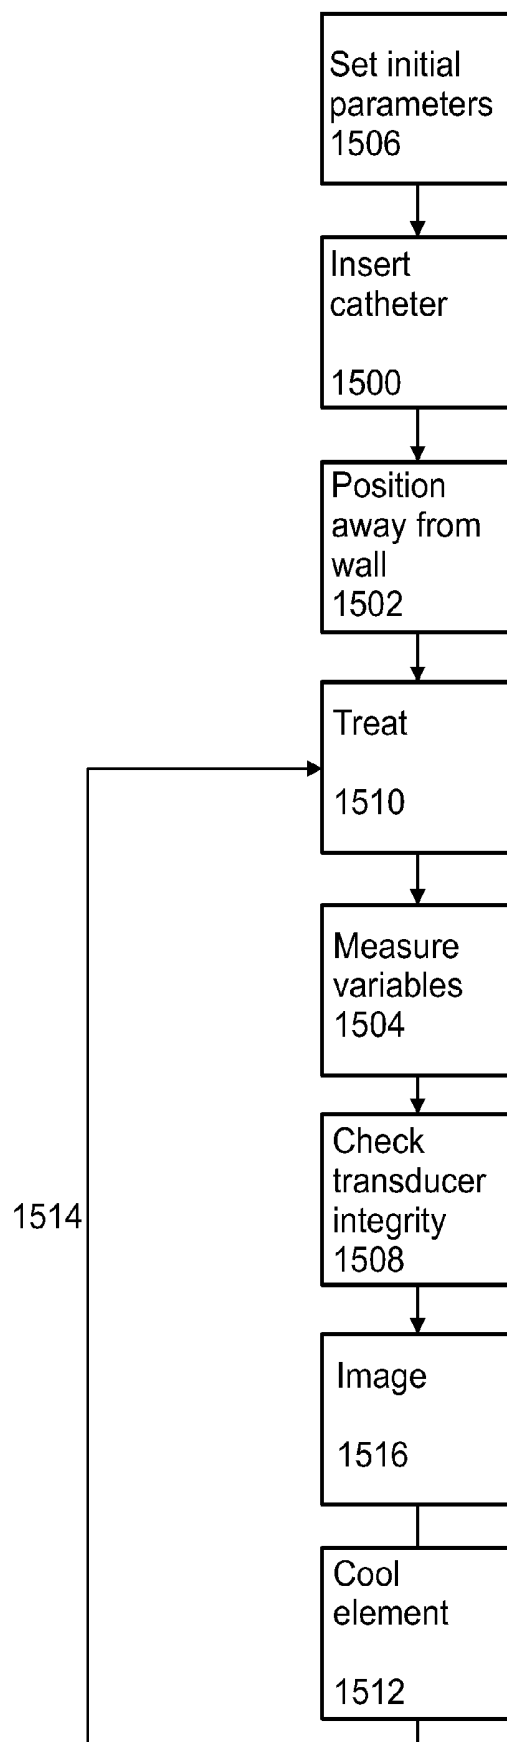 Set initial
parameters
1506
Insert
catheter
1500
Position
away from
wall
1502
Treat
1510
Measure
variables
1504
Check
transducer
integrity
1508
1514
Image
1516
Cool
element
1512